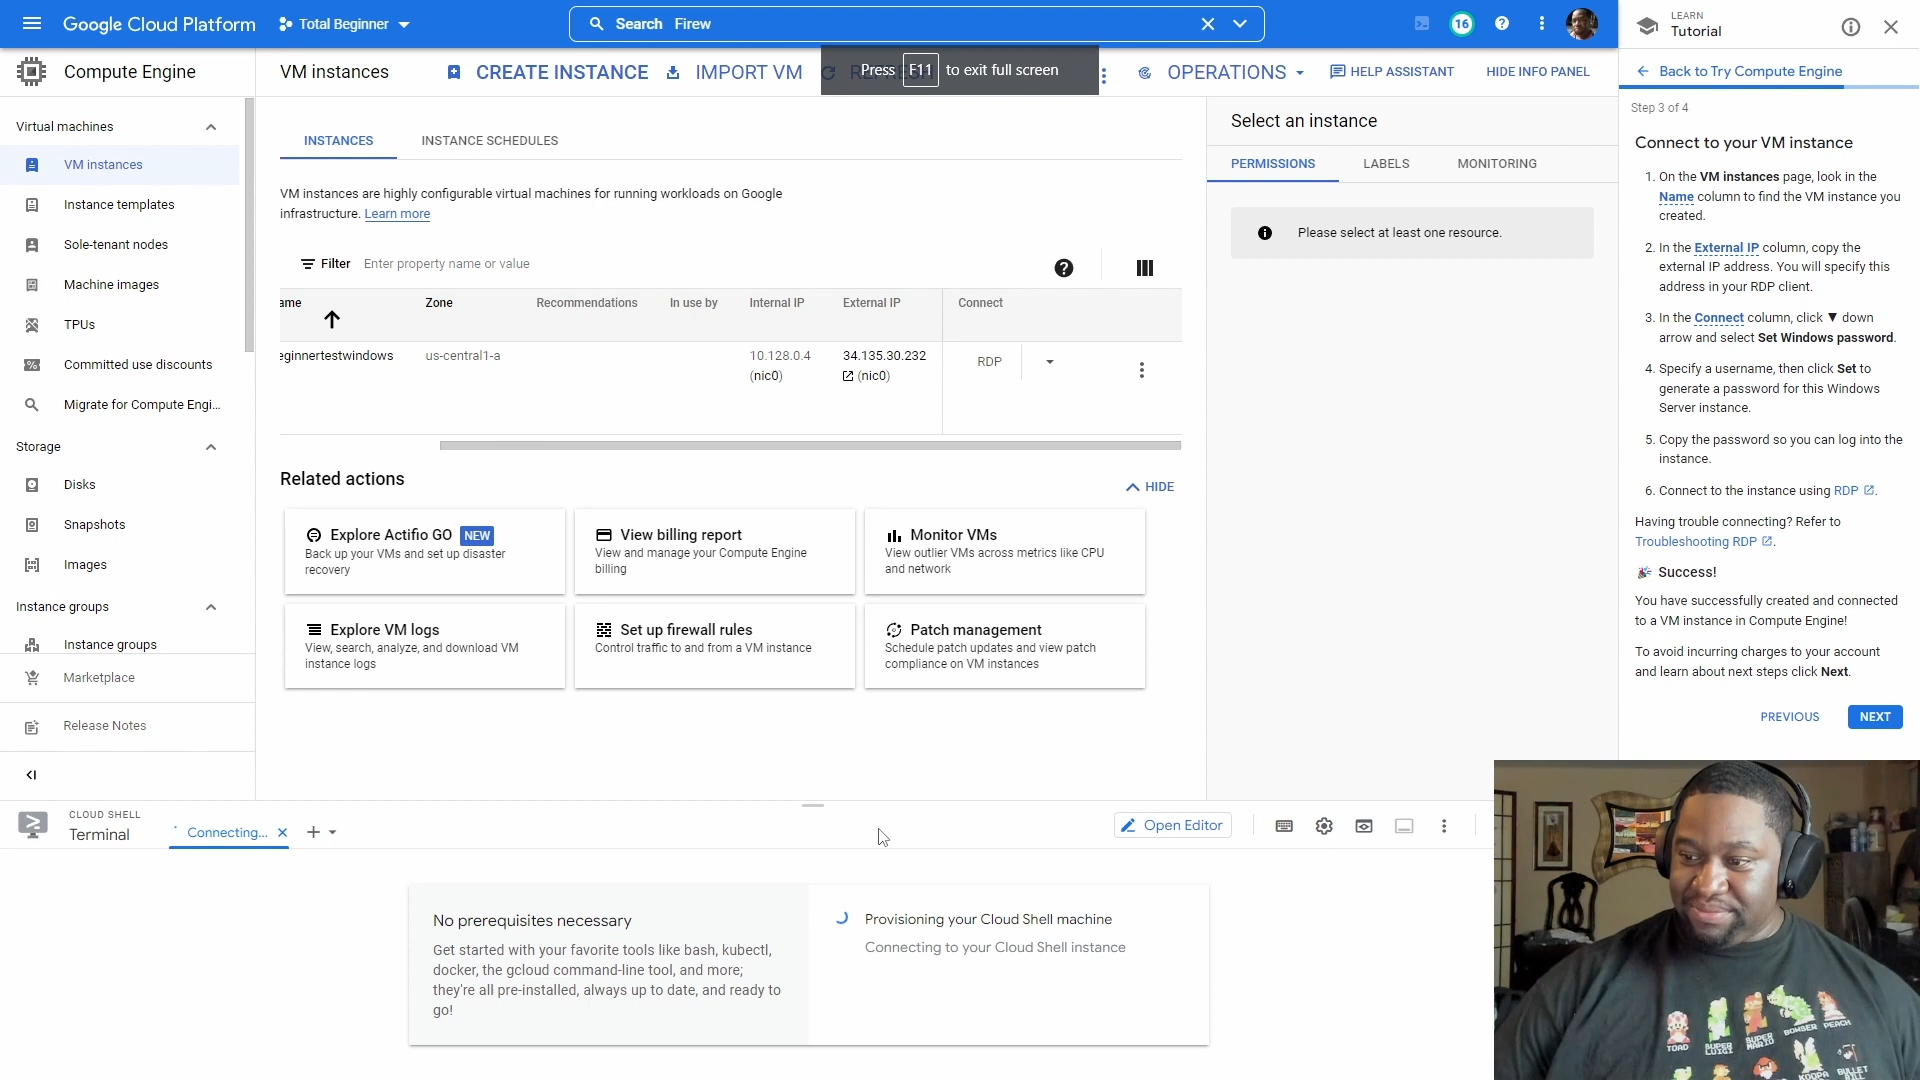 Google Cloud Platform
Total Beginner
Search Firew
16
LEARN
Tutorial
Compute Engine
VM instances
CREATE INSTANCE
IMPORT VM
Press F11 to exit full screen
OPERATIONS
HELP ASSISTANT
HIDE INFO PANEL
Back to Try Compute Engine
Virtual machines
VM instances
Instance templates
Sole-tenant nodes
Machine images
TPUs
Committed use discounts
Migrate for Compute Engi...
Storage
Disks
Snapshots
Images
Instance groups
Instance groups
Marketplace
Release Notes
INSTANCES
INSTANCE SCHEDULES
VM instances are highly configurable virtual machines for running workloads on Google
infrastructure. Learn more
Filter Enter property name or value
ame
Zone
Recommendations
In use by
Internal IP
External IP
Connect
eginnertestwindows
us-central1-a
10.128.0.4
(nic0)
34.135.30.232
(nic0)
RDP
Related actions
HIDE
Explore Actifio GO NEW
Back up your VMs and set up disaster
recovery
View billing report
View and manage your Compute Engine
billing
Monitor VMs
View outlier VMs across metrics like CPU
and network
Explore VM logs
View, search, analyze, and download VM
instance logs
Set up firewall rules
Control traffic to and from a VM instance
Patch management
Schedule patch updates and view patch
compliance on VM instances
Select an instance
PERMISSIONS
LABELS
MONITORING
Please select at least one resource.
Step 3 of 4
Connect to your VM instance
1. On the VM instances page, look in the
Name column to find the VM instance you
created.
2. In the External IP column, copy the
external IP address. You will specify this
address in your RDP client.
3. In the Connect column, click ▼ down
arrow and select Set Windows password.
4. Specify a username, then click Set to
generate a password for this Windows
Server instance.
5. Copy the password so you can log into the
instance.
6. Connect to the instance using RDP.
Having trouble connecting? Refer to
Troubleshooting RDP.
Success!
You have successfully created and connected
to a VM instance in Compute Engine!
To avoid incurring charges to your account
and learn about next steps click Next.
PREVIOUS
NEXT
CLOUD SHELL
Terminal
Connecting...
Open Editor
No prerequisites necessary
Get started with your favorite tools like bash, kubectl,
docker, the gcloud command-line tool, and more;
they're all pre-installed, always up to date, and ready to
go!
Provisioning your Cloud Shell machine
Connecting to your Cloud Shell instance
TOAD
SUPER
LUIGI
SUPER
MARIO
BOMBER
PEACH
KOOPA
BULLET
BILL